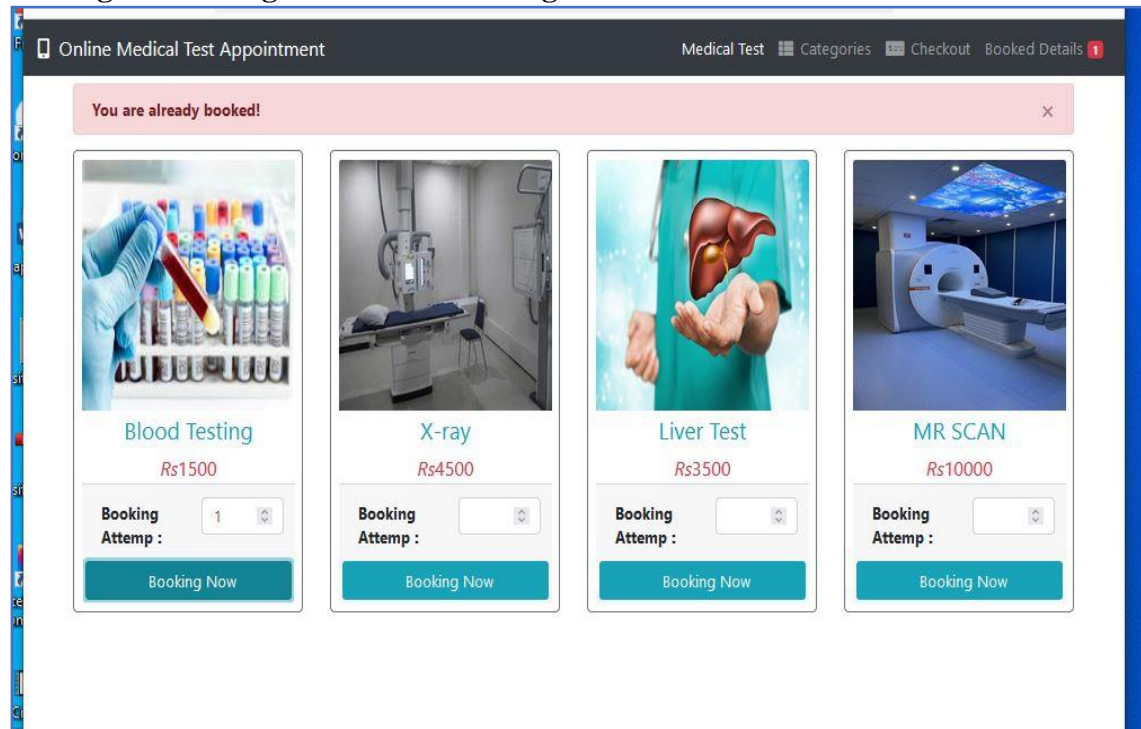 Online Medical Test Appointment
Medical Test Categories Checkout Booked Details 1
You are already booked! ×
Blood Testing
Rs1500
Booking Attemp : 1
Booking Now
X-ray
Rs4500
Booking Attemp :
Booking Now
Liver Test
Rs3500
Booking Attemp :
Booking Now
MR SCAN
Rs10000
Booking Attemp :
Booking Now